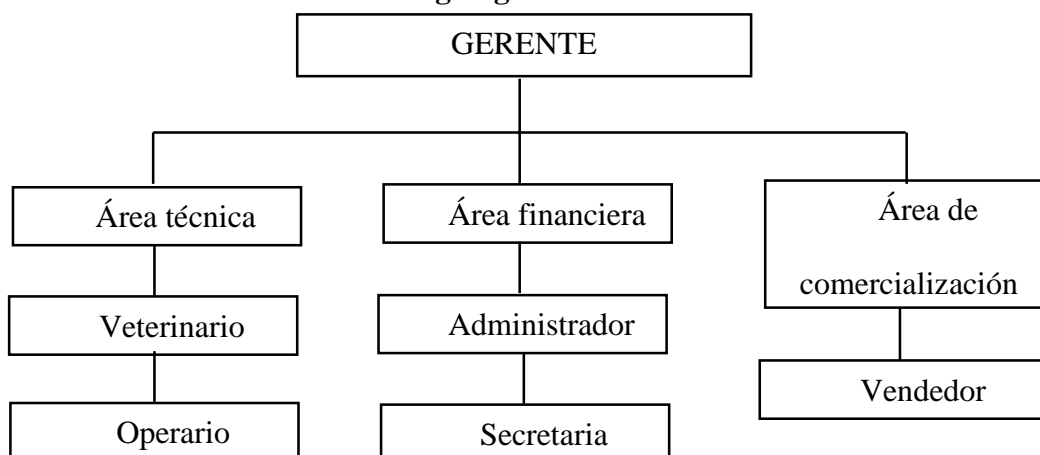 GERENTE
Área técnica
Área financiera
Área de
comercialización
Veterinario
Administrador
Vendedor
Operario
Secretaria